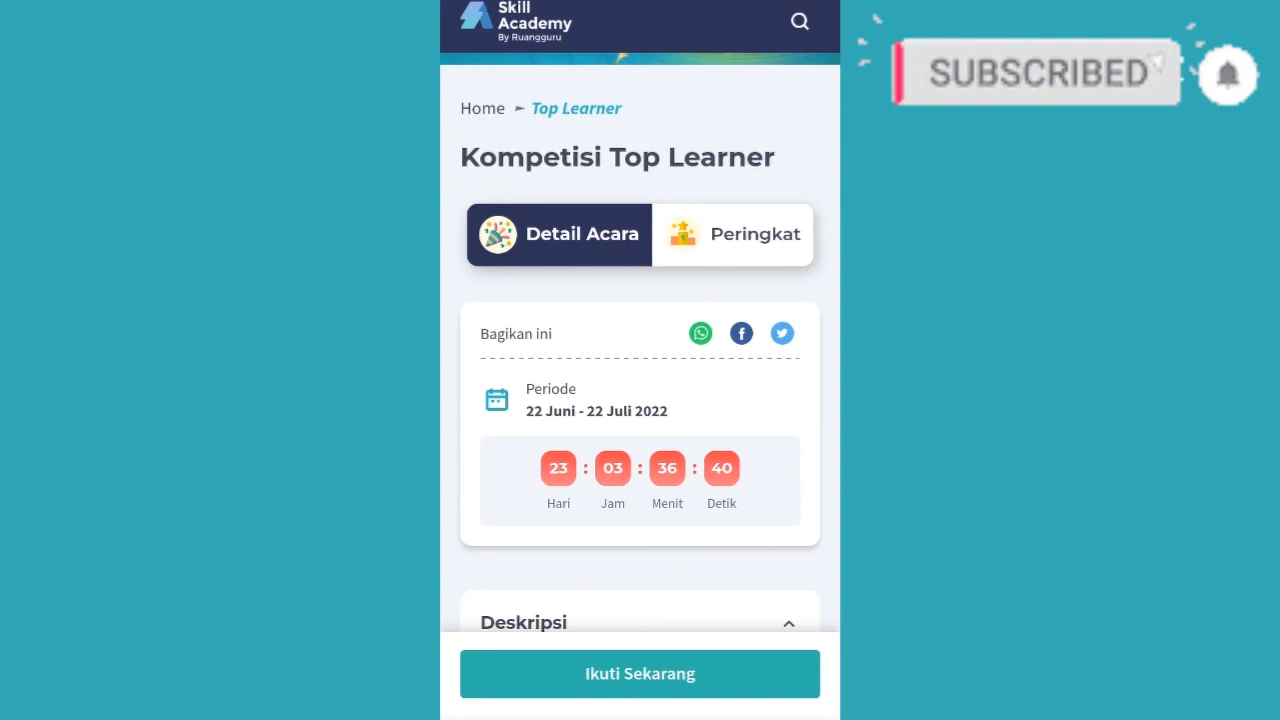 Skill
Academy
By Ruangguru
SUBSCRIBED
Home ► Top Learner
Kompetisi Top Learner
Detail Acara
Peringkat
Bagikan ini
Periode
22 Juni - 22 Juli 2022
23 : 03 : 36 : 40
Hari Jam Menit Detik
Deskripsi
Ikuti Sekarang